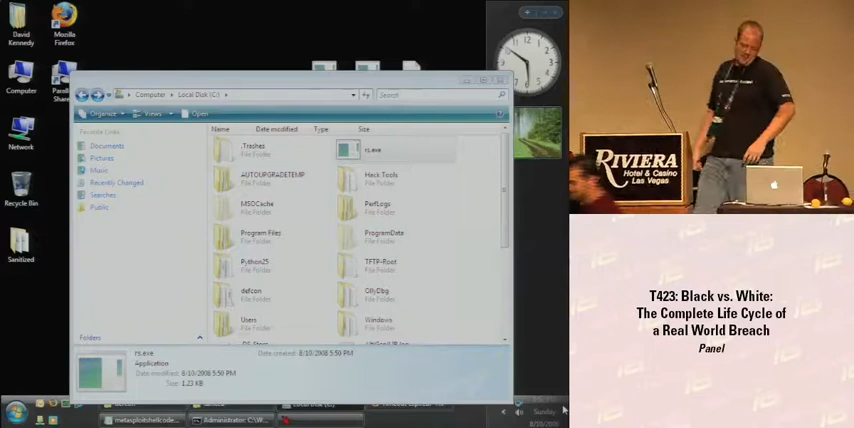 David
Kennedy
Mozilla
Firefox
Computer
Network
Recycle Bin
Sanitized
Computer
Local Disk (C:)
Search
Organize
Views
Open
Favorite Links
Documents
Pictures
Music
Recently Changed
Searches
Public
Folders
Name
Date modified
Type
Size
.Trashes
File Folder
rs.exe
AUTOUPGRADETEMP
File Folder
Hack Tools
File Folder
MSOCache
File Folder
PerfLogs
File Folder
Program Files
File Folder
ProgramData
File Folder
Python25
File Folder
TFTP-Root
File Folder
defcon
File Folder
OllyDbg
File Folder
Users
File Folder
Windows
File Folder
rs.exe
Application
Date modified: 8/10/2008 5:50 PM
Size: 1.23 KB
Date created: 8/10/2008 5:50 PM
metasploitshellcode...
Administrator: C:\W...
Sunday
RIVIERA
Hotel & Casino
Las Vegas
T423: Black vs. White:
The Complete Life Cycle of
a Real World Breach
Panel